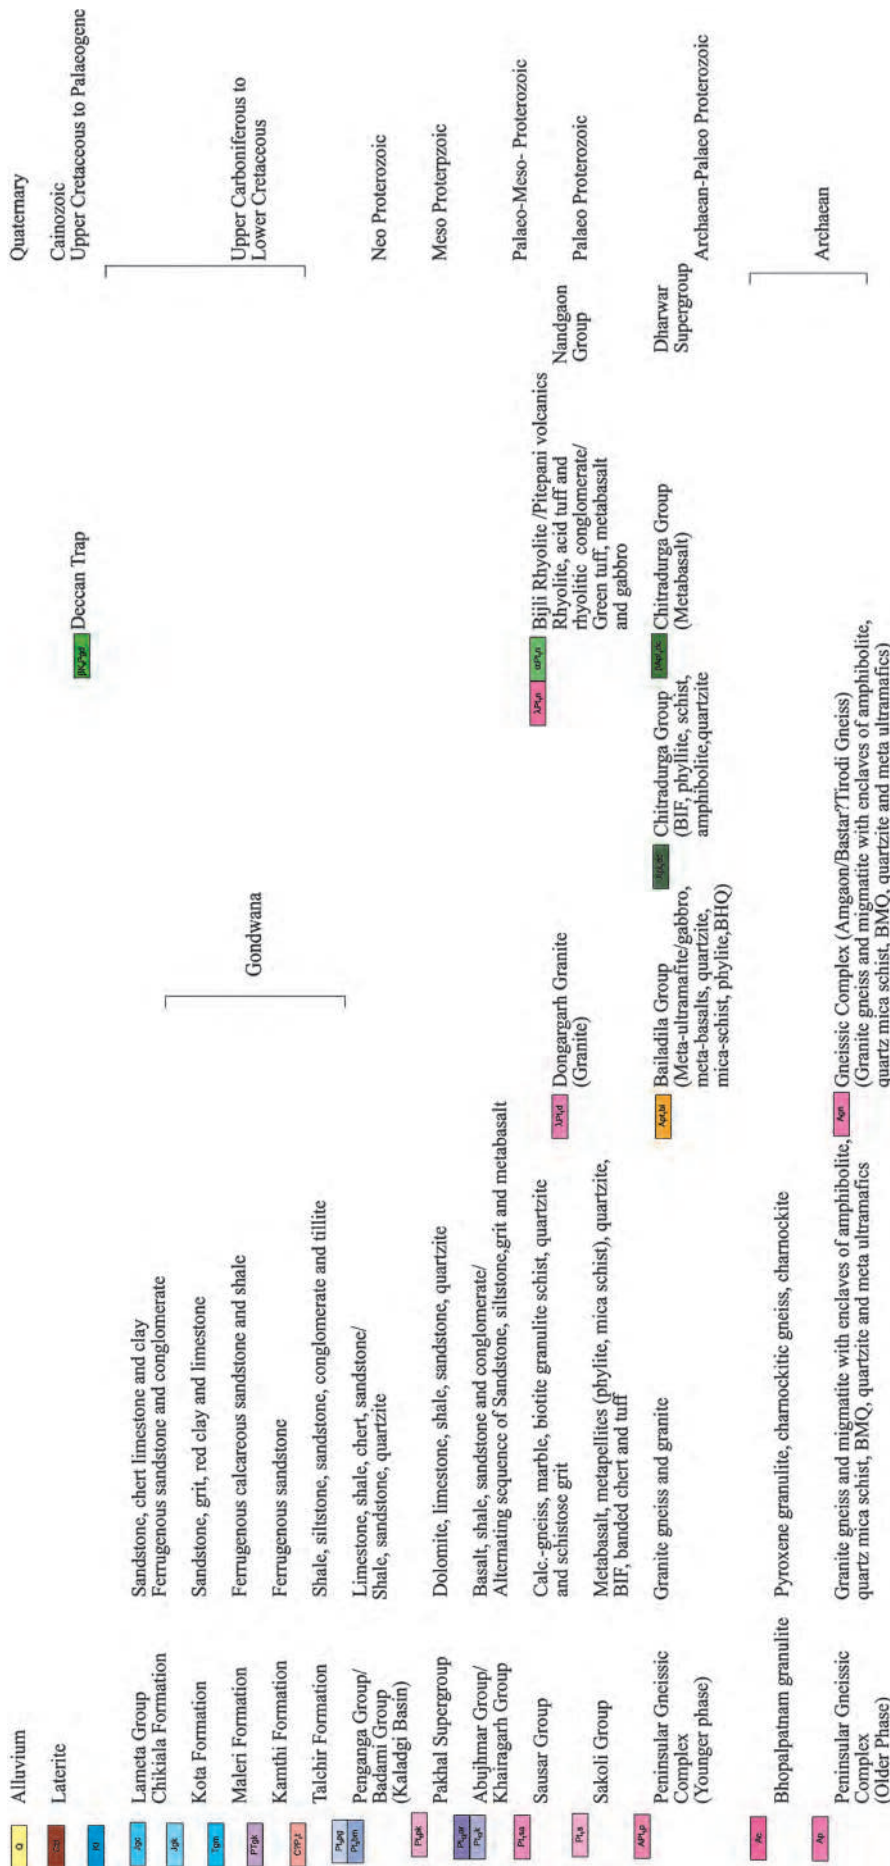 Q Alluvium Quaternary
Laterite Cainozoic
Deccan Trap Upper Cretaceous to Palaeogene
Lameta Group Sandstone, chert limestone and clay
Jgc Chikiala Formation Ferrugenous sandstone and conglomerate
Jgk Kota Formation Sandstone, grit, red clay and limestone
Tgm Maleri Formation Ferrugenous calcareous sandstone and shale
Gondwana
Upper Carboniferous to
Lower Cretaceous
PTgk Kamthi Formation Ferrugenous sandstone
Talchir Formation Shale, siltstone, sandstone, conglomerate and tillite
Penganga Group/ Limestone, shale, chert, sandstone/ Neo Proterozoic
Badami Group Shale, sandstone, quartzite
(Kaladgi Basin)
Pakhal Supergroup Dolomite, limestone, shale, sandstone, quartzite Meso Proterpzoic
Abujhmar Group/ Basalt, shale, sandstone and conglomerate/
Khairagarh Group Alternating sequence of Sandstone, siltstone,grit and metabasalt
Sausar Group Calc.-gneiss, marble, biotite granulite schist, quartzite
and schistose grit
Bijli Rhyolite /Pitepani volcanics Palaeo-Meso- Proterozoic
Rhyolite, acid tuff and
rhyolitic conglomerate/
Green tuff, metabasalt
and gabbro
Nandgaon
Group
Dongargarh Granite Palaeo Proterozoic
(Granite)
Sakoli Group Metabasalt, metapellites (phylite, mica schist), quartzite,
BIF, banded chert and tuff
Peninsular Gneissic Granite gneiss and granite
Complex
(Younger phase)
Bailadila Group
(Meta-ultramafite/gabbro,
meta-basalts, quartzite,
mica-schist, phylite,BHQ)
Chitradurga Group
(BIF, phyllite, schist,
amphibolite,quartzite
Chitradurga Group
(Metabasalt)
Dharwar
Supergroup
Archaean-Palaeo Proterozoic
Ac Bhopalpatnam granulite Pyroxene granulite, charnockitic gneiss, charnockite
Archaean
Peninsular Gneissic Granite gneiss and migmatite with enclaves of amphibolite,
Complex quartz mica schist, BMQ, quartzite and meta ultramafics
(Older Phase)
Agn Gneissic Complex (Amgaon/Bastar?Tirodi Gneiss)
(Granite gneiss and migmatite with enclaves of amphibolite,
quartz mica schist, BMQ, quartzite and meta ultramafics)